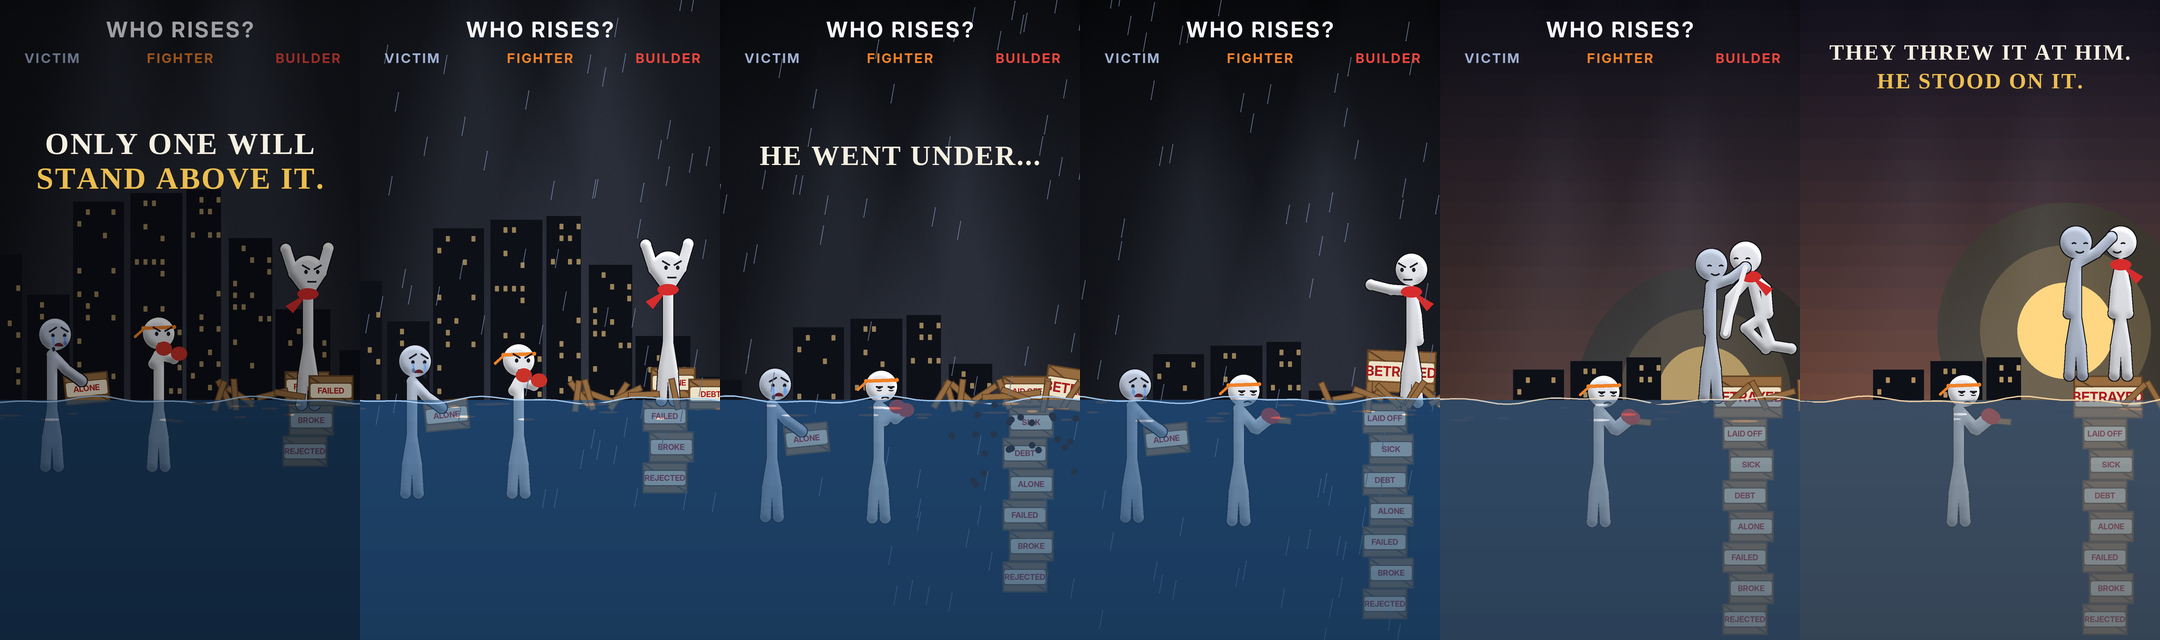 WHO RISES?
VICTIM FIGHTER BUILDER
ONLY ONE WILL
STAND ABOVE IT.
ALONE
FAILED
BROKE
REJECTED
WHO RISES?
VICTIM FIGHTER BUILDER
ALONE
DEBT
FAILED
BROKE
REJECTED
WHO RISES?
VICTIM FIGHTER BUILDER
HE WENT UNDER...
ALONE
SICK
DEBT
ALONE
FAILED
BROKE
REJECTED
WHO RISES?
VICTIM FIGHTER BUILDER
ALONE
LAID OFF
SICK
DEBT
ALONE
FAILED
BROKE
REJECTED
WHO RISES?
VICTIM FIGHTER BUILDER
BETRAYED
LAID OFF
SICK
DEBT
ALONE
FAILED
BROKE
REJECTED
THEY THREW IT AT HIM.
HE STOOD ON IT.
BETRAYED
LAID OFF
SICK
DEBT
ALONE
FAILED
BROKE
REJECTED